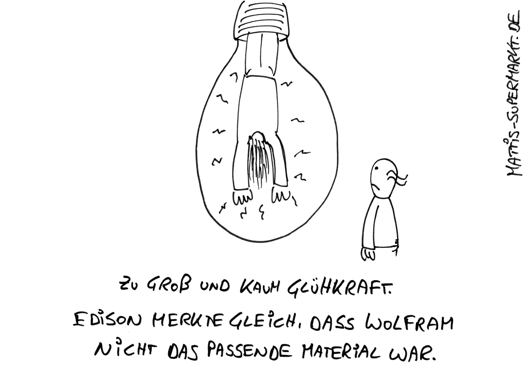 ZU GROß UND KAUM GLÜHKRAFT.
EDISON MERKTE GLEICH, DASS WOLFRAM
NICHT DAS PASSENDE MATERIAL WAR.
MATTIS-SUPERMARKT.DE